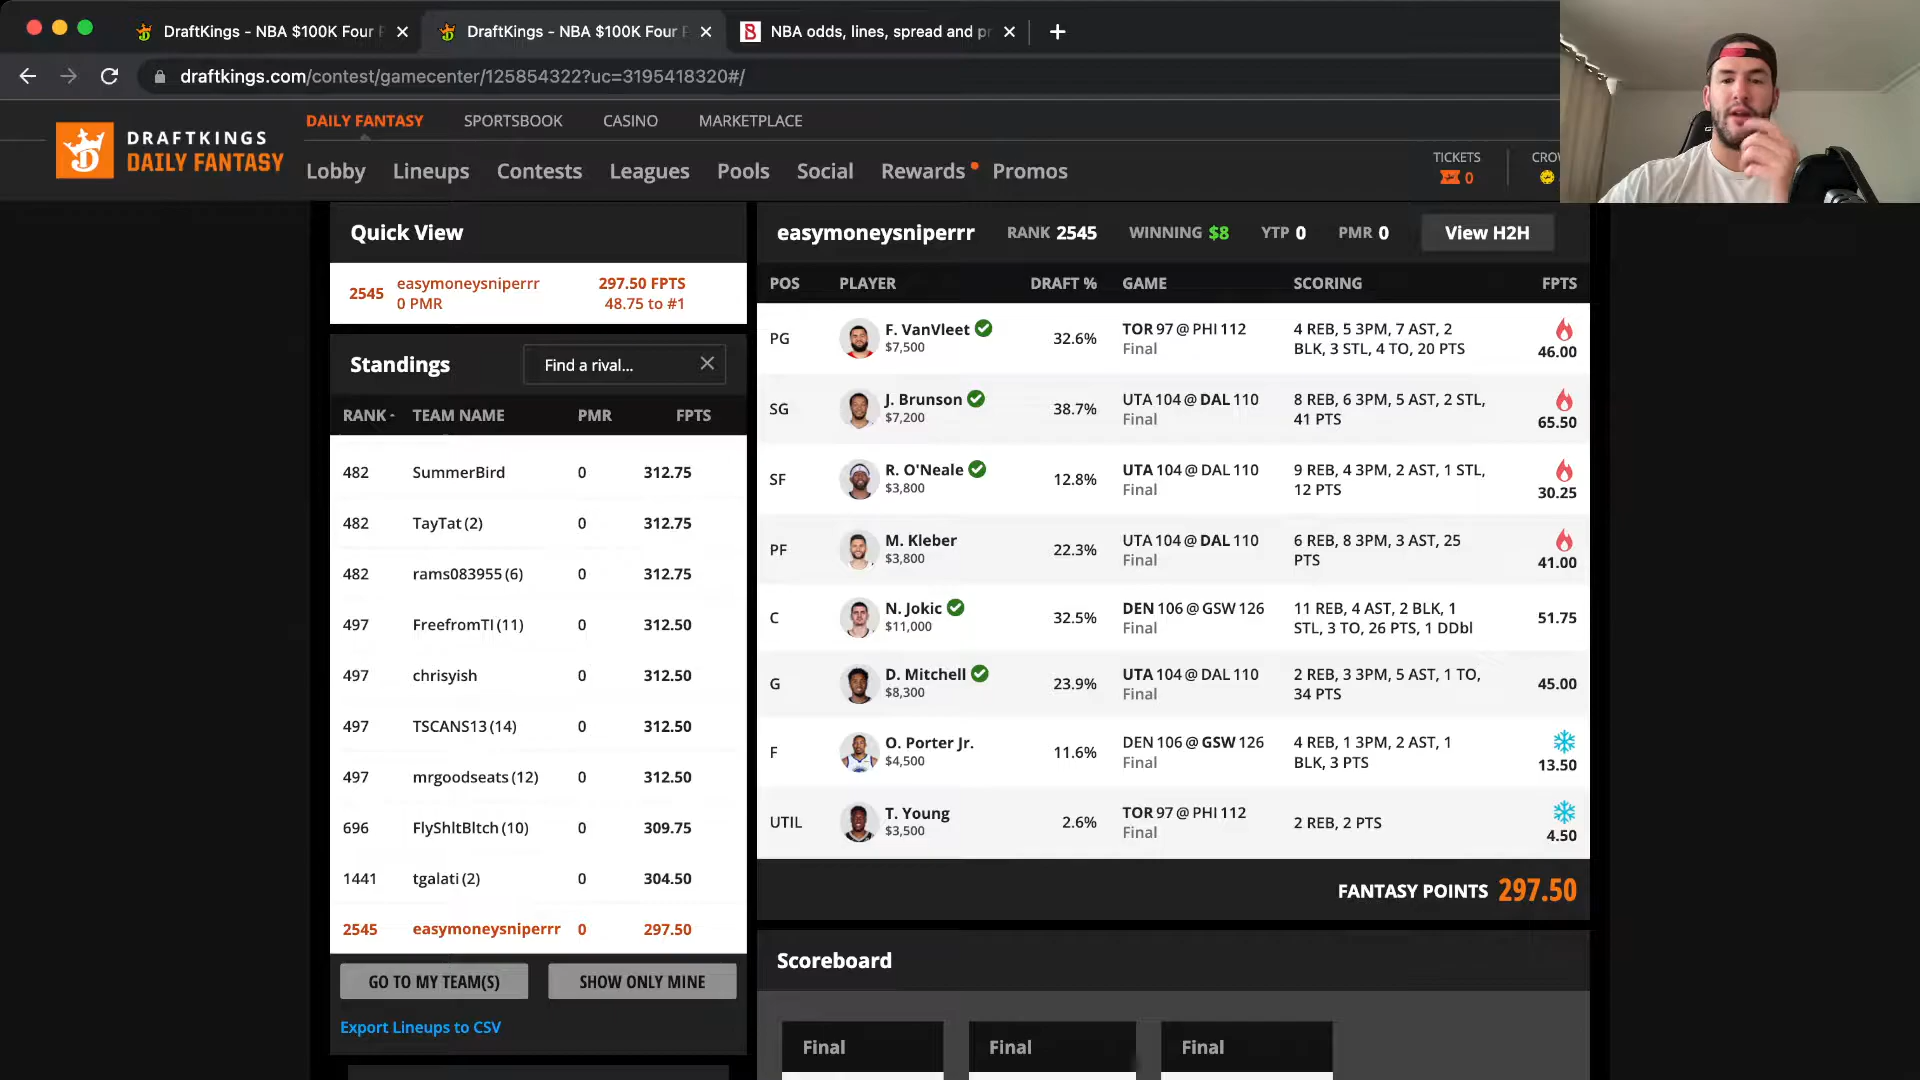 DraftKings - NBA $100K Four
DraftKings - NBA $100K Four
NBA odds, lines, spread and pr
draftkings.com/contest/gamecenter/125854322?uc=3195418320#/
DRAFTKINGS
DAILY FANTASY
DAILY FANTASY SPORTSBOOK CASINO MARKETPLACE
Lobby Lineups Contests Leagues Pools Social Rewards Promos
TICKETS
0
CROW
Quick View
2545 easymoneysniperrr 297.50 FPTS
0 PMR 48.75 to #1
Standings Find a rival...
RANK TEAM NAME PMR FPTS
482 SummerBird 0 312.75
482 TayTat (2) 0 312.75
482 rams083955 (6) 0 312.75
497 FreefromTI (11) 0 312.50
497 chrisyish 0 312.50
497 TSCANS13 (14) 0 312.50
497 mrgoodseats (12) 0 312.50
696 FlyShltBltch (10) 0 309.75
1441 tgalati (2) 0 304.50
2545 easymoneysniperrr 0 297.50
GO TO MY TEAM(S) SHOW ONLY MINE
Export Lineups to CSV
easymoneysniperrr RANK 2545 WINNING $8 YTP 0 PMR 0 View H2H
POS PLAYER DRAFT % GAME SCORING FPTS
PG F. VanVleet $7,500 32.6% TOR 97 @ PHI 112 Final 4 REB, 5 3PM, 7 AST, 2
BLK, 3 STL, 4 TO, 20 PTS 46.00
SG J. Brunson $7,200 38.7% UTA 104 @ DAL 110 Final 8 REB, 6 3PM, 5 AST, 2 STL,
41 PTS 65.50
SF R. O'Neale $3,800 12.8% UTA 104 @ DAL 110 Final 9 REB, 4 3PM, 2 AST, 1 STL,
12 PTS 30.25
PF M. Kleber $3,800 22.3% UTA 104 @ DAL 110 Final 6 REB, 8 3PM, 3 AST, 25
PTS 41.00
C N. Jokic $11,000 32.5% DEN 106 @ GSW 126 Final 11 REB, 4 AST, 2 BLK, 1
STL, 3 TO, 26 PTS, 1 DDbl 51.75
G D. Mitchell $8,300 23.9% UTA 104 @ DAL 110 Final 2 REB, 3 3PM, 5 AST, 1 TO,
34 PTS 45.00
F O. Porter Jr. $4,500 11.6% DEN 106 @ GSW 126 Final 4 REB, 1 3PM, 2 AST, 1
BLK, 3 PTS 13.50
UTIL T. Young $3,500 2.6% TOR 97 @ PHI 112 Final 2 REB, 2 PTS 4.50
FANTASY POINTS 297.50
Scoreboard
Final Final Final